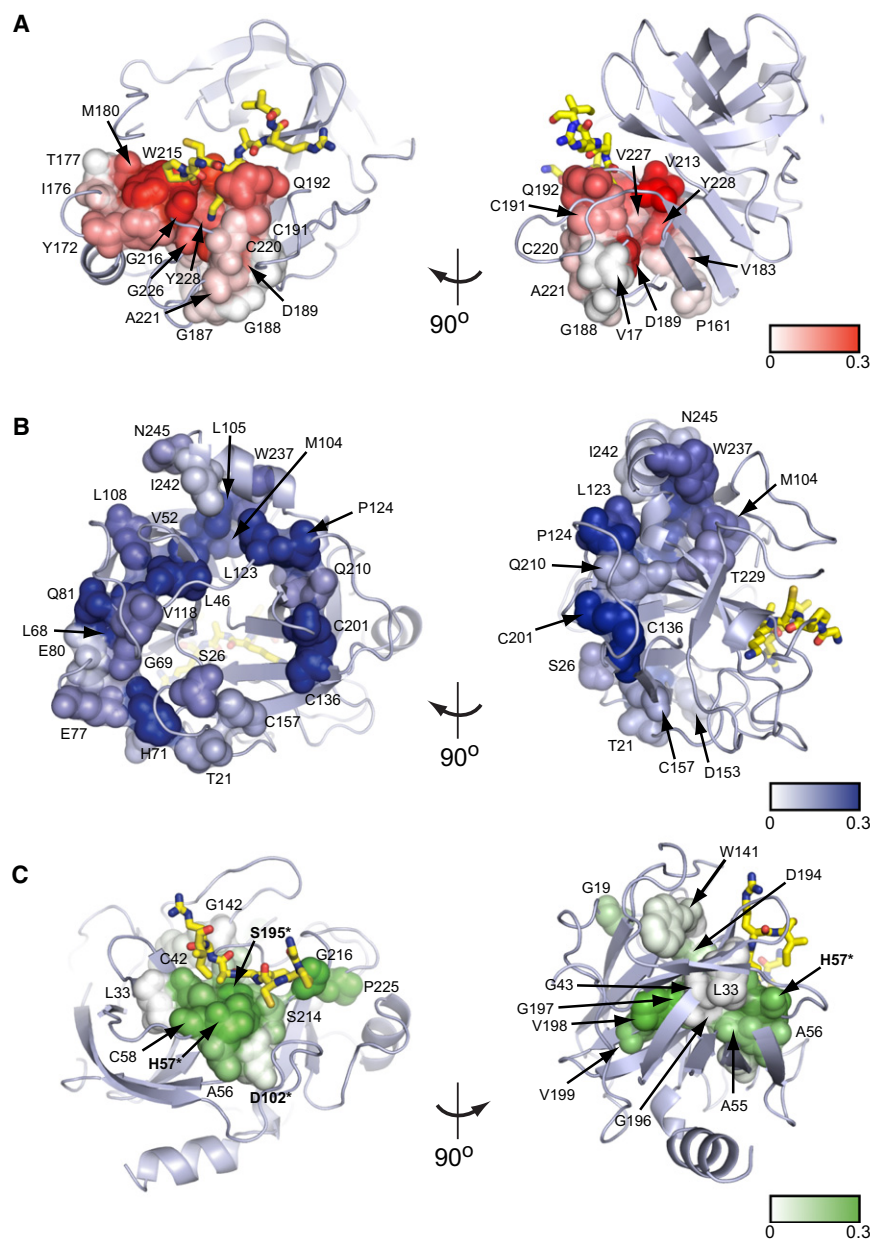 A
M180
T177
W215
I176
Q192
Y172
C191
G216
C220
Y228
G226
A221
D189
G187
G188
90o
V227
V213
Q192
Y228
C191
C220
V183
A221
G188
V17
D189
P161
0
0.3
B
L105
N245
M104
W237
I242
L108
V52
P124
L123
Q210
Q81
L46
V118
C201
L68
E80
G69
S26
C136
E77
C157
H71
T21
90o
N245
I242
W237
L123
M104
P124
Q210
T229
C201
C136
S26
T21
C157
D153
0
0.3
C
G142
S195*
C42
G216
L33
P225
S214
C58
H57*
A56
D102*
90o
W141
G19
D194
H57*
G43
L33
G197
V198
A56
V199
G196
A55
0
0.3